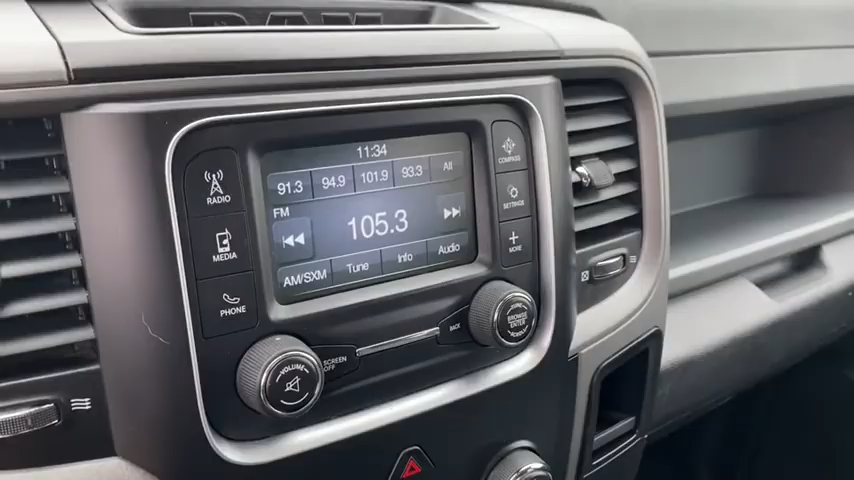 11:34
91.3 94.9 101.9 93.3 All
FM
105.3
AM/SXM Tune Info Audio
RADIO
MEDIA
PHONE
COMPASS
SETTINGS
MORE
VOLUME
SCREEN
OFF
BACK
BROWSE
ENTER